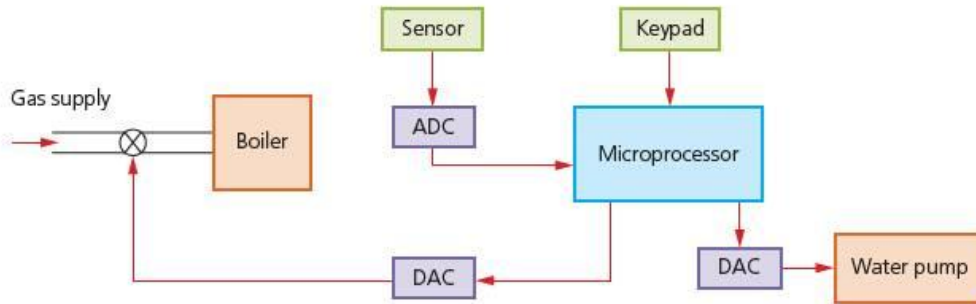 Sensor
Keypad
Gas supply
ADC
Boiler
Microprocessor
DAC
DAC
Water pump